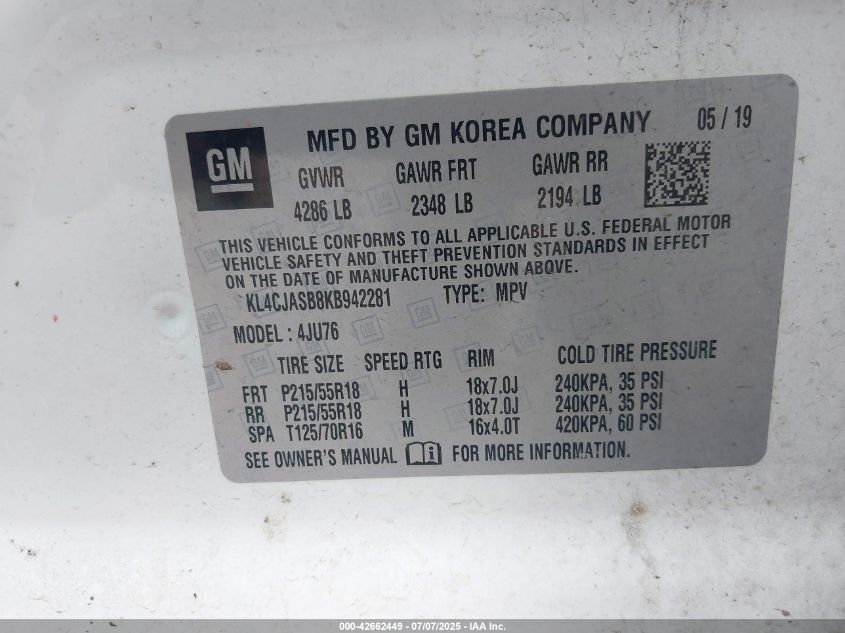 GM
MFD BY GM KOREA COMPANY 05 / 19
GVWR GAWR FRT GAWR RR
4286 LB 2348 LB 2194 LB
THIS VEHICLE CONFORMS TO ALL APPLICABLE U.S. FEDERAL MOTOR
VEHICLE SAFETY AND THEFT PREVENTION STANDARDS IN EFFECT
ON THE DATE OF MANUFACTURE SHOWN ABOVE.
KL4CJASB8KB942281 TYPE: MPV
MODEL : 4JU76
TIRE SIZE SPEED RTG RIM COLD TIRE PRESSURE
FRT P215/55R18 H 18x7.0J 240KPA, 35 PSI
RR P215/55R18 H 18x7.0J 240KPA, 35 PSI
SPA T125/70R16 M 16x4.0T 420KPA, 60 PSI
SEE OWNER'S MANUAL FOR MORE INFORMATION.
000-42662449 - 07/07/2025 - IAA Inc.